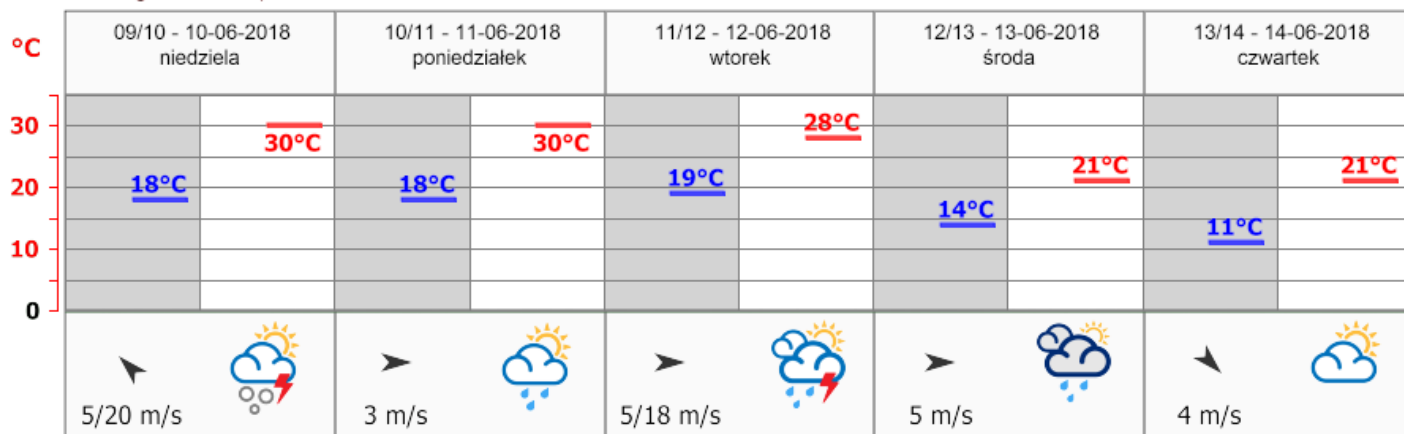 °C
09/10 - 10-06-2018
niedziela
10/11 - 11-06-2018
poniedziałek
11/12 - 12-06-2018
wtorek
12/13 - 13-06-2018
środa
13/14 - 14-06-2018
czwartek
30
20
10
0
18°C
30°C
18°C
30°C
19°C
28°C
14°C
21°C
11°C
21°C
5/20 m/s
3 m/s
5/18 m/s
5 m/s
4 m/s